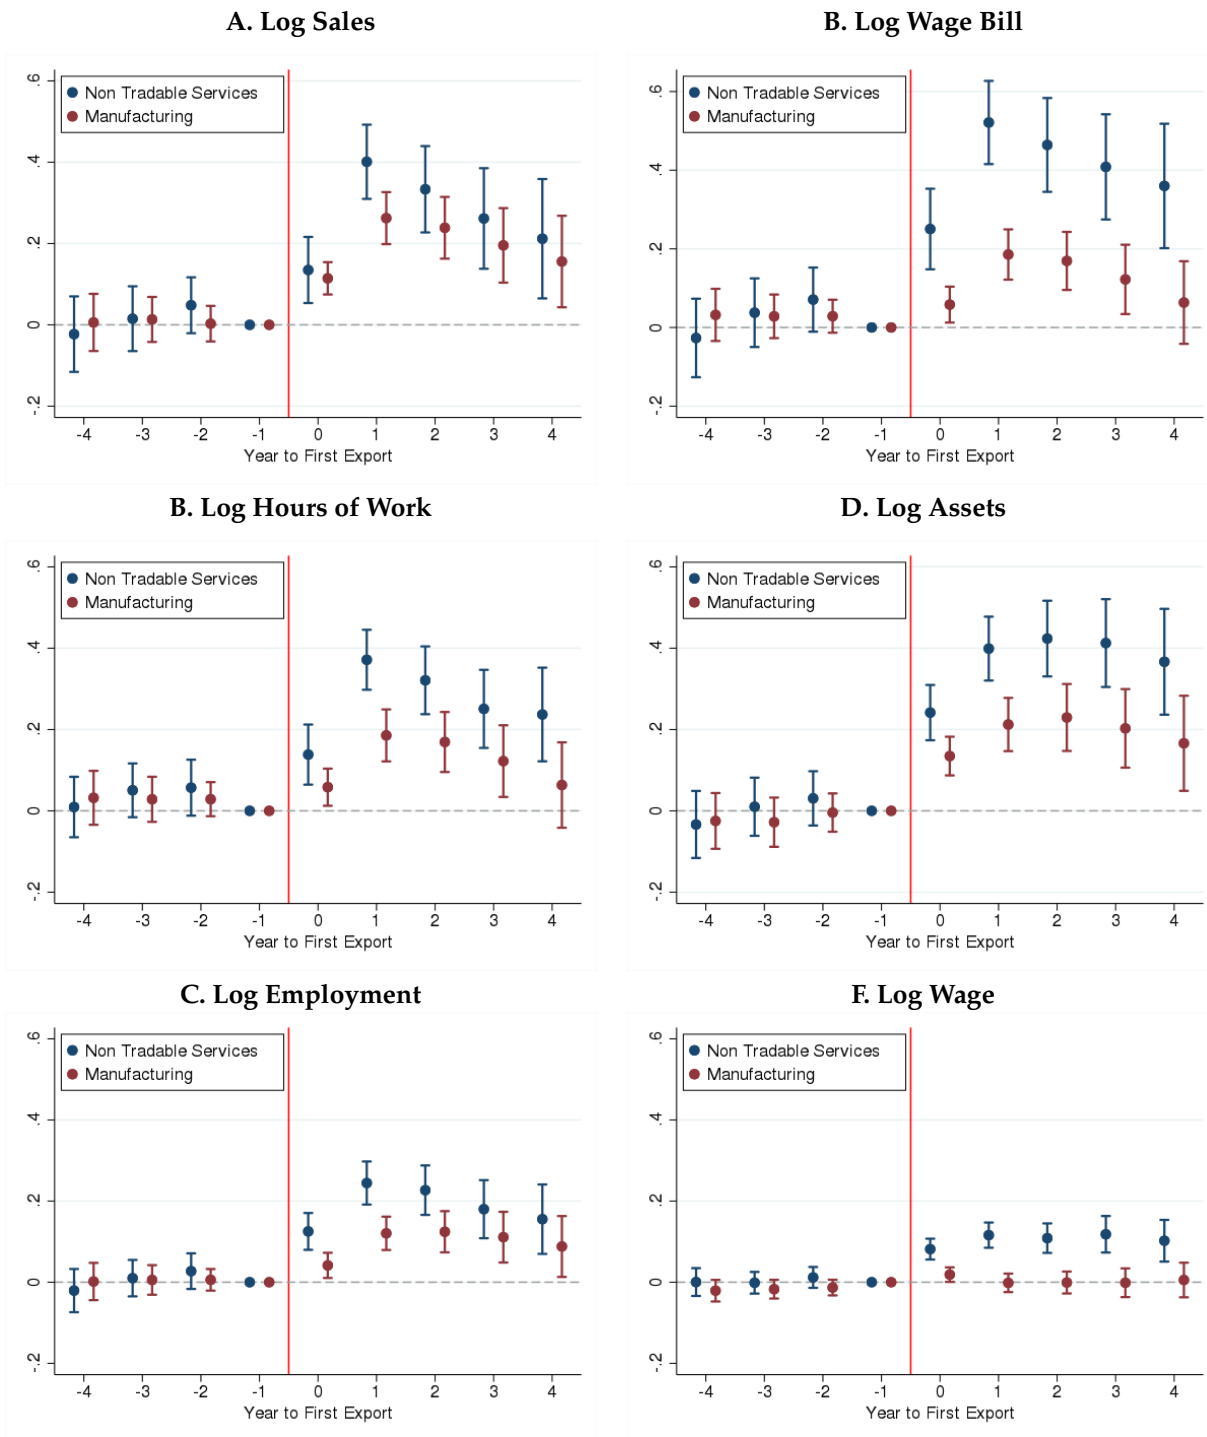 A. Log Sales
Non Tradable Services
Manufacturing
.6
.4
.2
0
-.2
-4 -3 -2 -1 0 1 2 3 4
Year to First Export
B. Log Wage Bill
Non Tradable Services
Manufacturing
.6
.4
.2
0
-.2
-4 -3 -2 -1 0 1 2 3 4
Year to First Export
B. Log Hours of Work
Non Tradable Services
Manufacturing
.6
.4
.2
0
-.2
-4 -3 -2 -1 0 1 2 3 4
Year to First Export
D. Log Assets
Non Tradable Services
Manufacturing
.6
.4
.2
0
-.2
-4 -3 -2 -1 0 1 2 3 4
Year to First Export
C. Log Employment
Non Tradable Services
Manufacturing
.6
.4
.2
0
-.2
-4 -3 -2 -1 0 1 2 3 4
Year to First Export
F. Log Wage
Non Tradable Services
Manufacturing
.6
.4
.2
0
-.2
-4 -3 -2 -1 0 1 2 3 4
Year to First Export